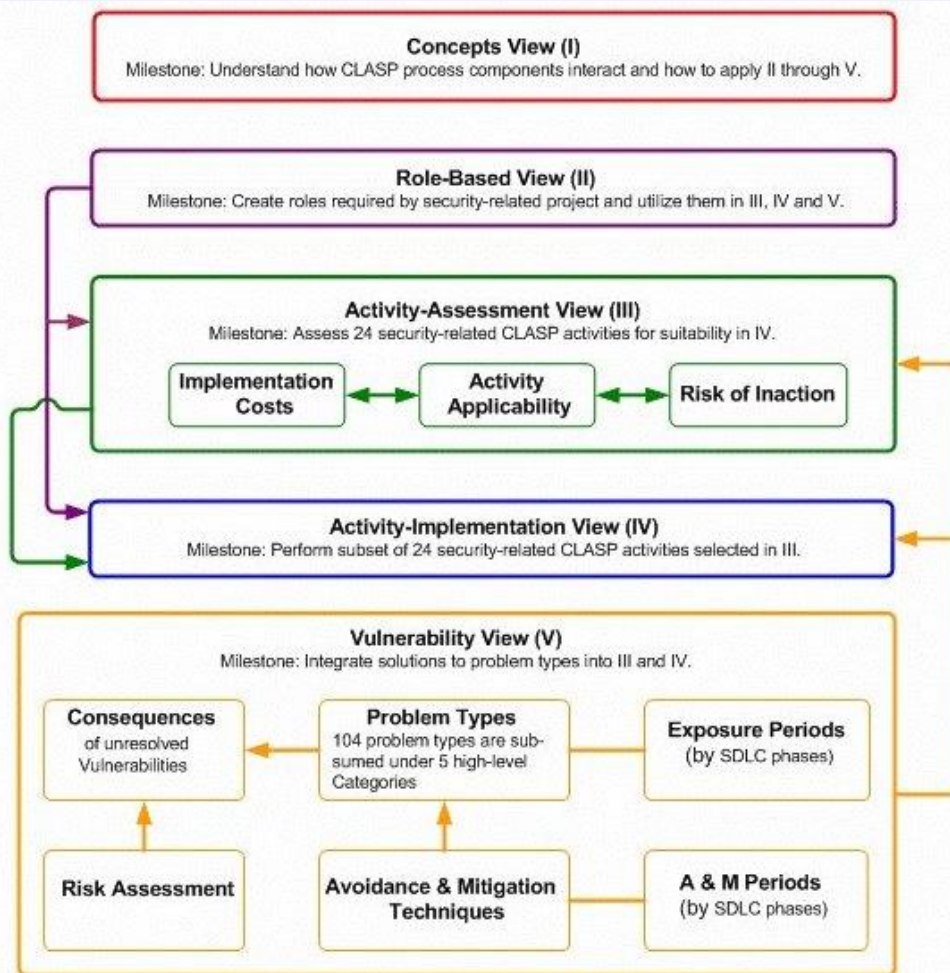 Concepts View (I)
Milestone: Understand how CLASP process components interact and how to apply II through V.
Role-Based View (II)
Milestone: Create roles required by security-related project and utilize them in III, IV and V.
Activity-Assessment View (III)
Milestone: Assess 24 security-related CLASP activities for suitability in IV.
Implementation
Costs
Activity
Applicability
Risk of Inaction
Activity-Implementation View (IV)
Milestone: Perform subset of 24 security-related CLASP activities selected in III.
Vulnerability View (V)
Milestone: Integrate solutions to problem types into III and IV.
Consequences
of unresolved
Vulnerabilities
Problem Types
104 problem types are sub-
sumed under 5 high-level
Categories
Exposure Periods
(by SDLC phases)
Risk Assessment
Avoidance & Mitigation
Techniques
A & M Periods
(by SDLC phases)